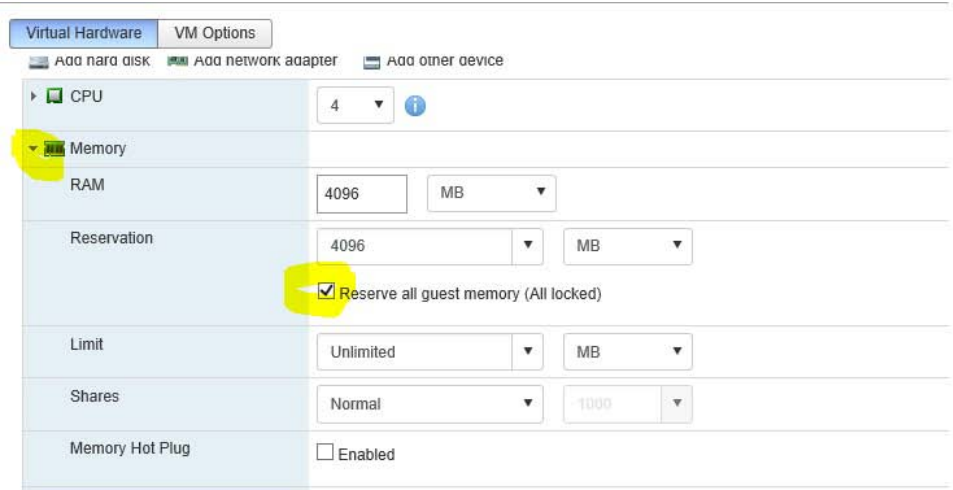 Virtual Hardware VM Options
Add hard disk Add network adapter Add other device
CPU 4
Memory
RAM 4096 MB
Reservation 4096 MB
Reserve all guest memory (All locked)
Limit Unlimited MB
Shares Normal 1000
Memory Hot Plug Enabled